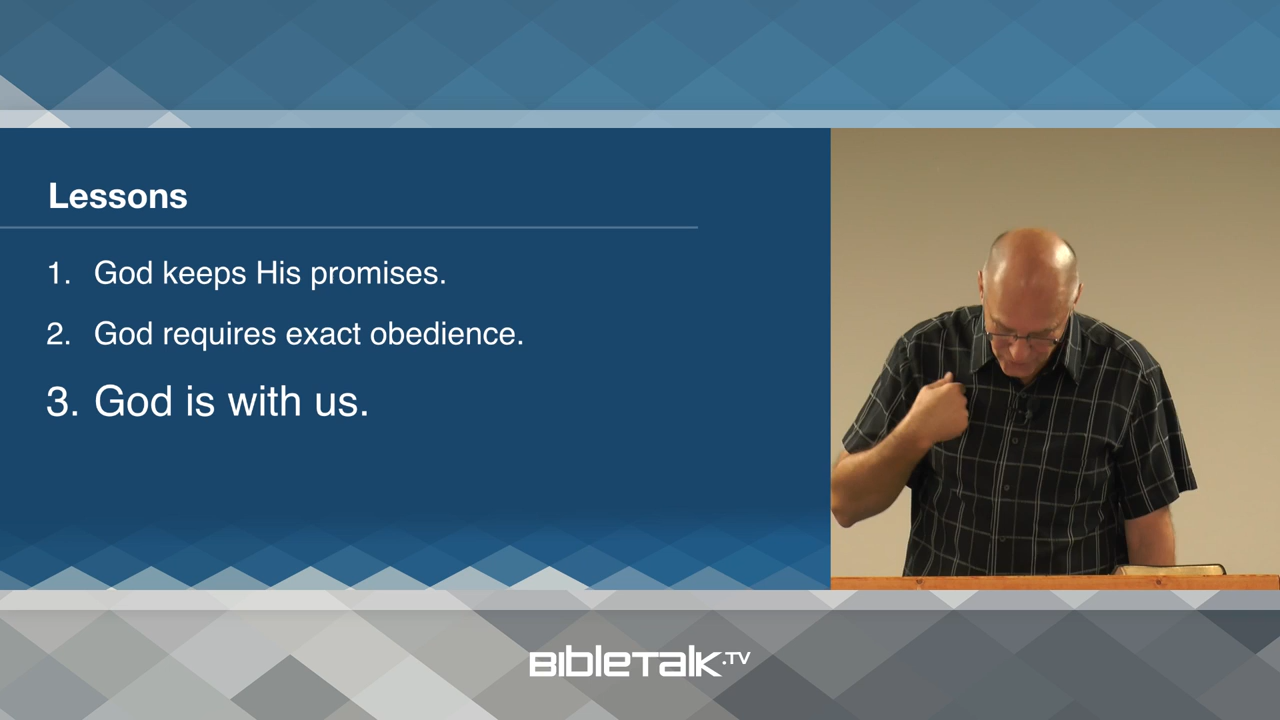 Lessons
1. God keeps His promises.
2. God requires exact obedience.
3. God is with us.
BIBLETALK.TV